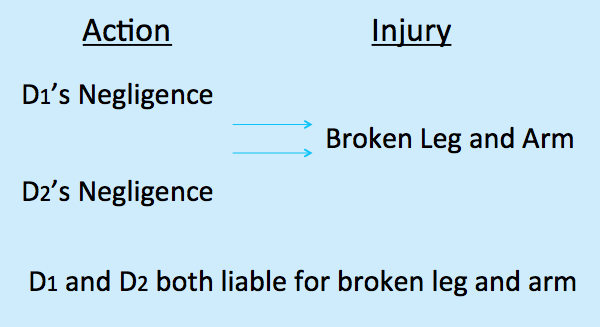 Action
Injury
D1’s Negligence
Broken Leg and Arm
D2’s Negligence
D1 and D2 both liable for broken leg and arm